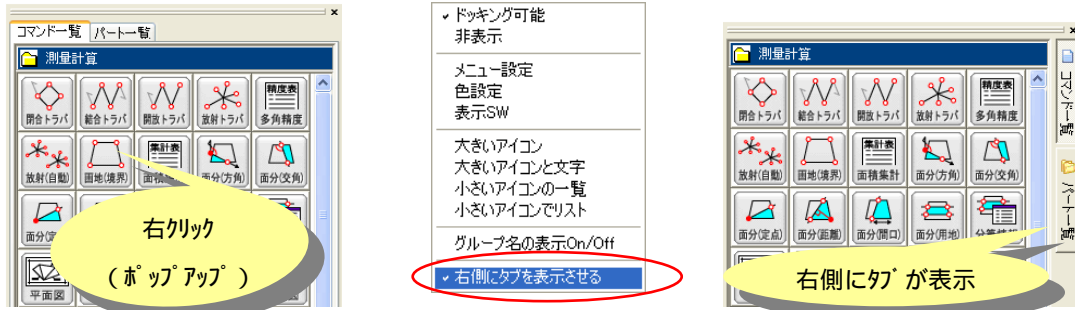 コマンド一覧 パート一覧
測量計算
閉合トラバ 結合トラバ 開放トラバ 放射トラバ 多角精度
精度表
集計表
放射(自動) 画地(境界) 面分(方角) 面分(交角)
平面図
右クリック
(ポップアップ)
ドッキング可能
非表示
メニュー設定
色設定
表示SW
大きいアイコン
大きいアイコンと文字
小さいアイコンの一覧
小さいアイコンでリスト
グループ名の表示On/Off
右側にタブを表示させる
測量計算
精度表
閉合トラバ 結合トラバ 開放トラバ 放射トラバ 多角精度
集計表
放射(自動) 画地(境界) 面積集計 面分(方角) 面分(交角)
面分(定点) 面分(距離) 面分(間口) 面分(用地)
コマンド一覧
パート一覧
右側にタブが表示